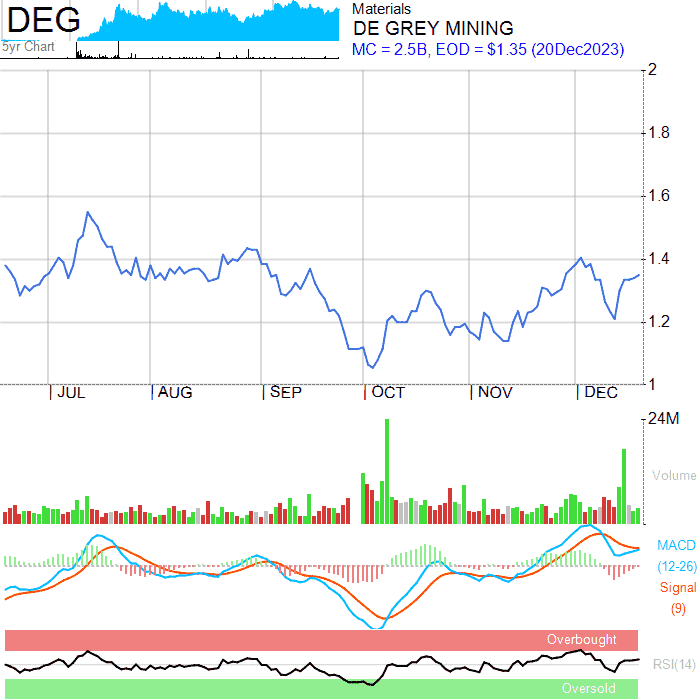 DEG
5yr Chart
Materials
DE GREY MINING
MC = 2.5B, EOD = $1.35 (20Dec2023)
2
1.8
1.6
1.4
1.2
1
JUL AUG SEP OCT NOV DEC
24M
Volume
MACD
(12-26)
Signal
(9)
Overbought
RSI(14)
Oversold